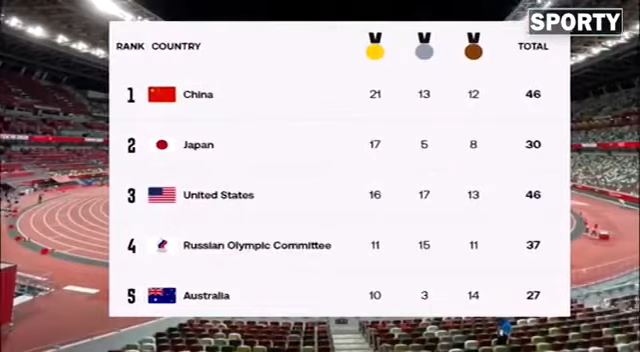 SPORTY
RANK COUNTRY TOTAL
1 China 21 13 12 46
2 Japan 17 5 8 30
3 United States 16 17 13 46
4 Russian Olympic Committee 11 15 11 37
5 Australia 10 3 14 27